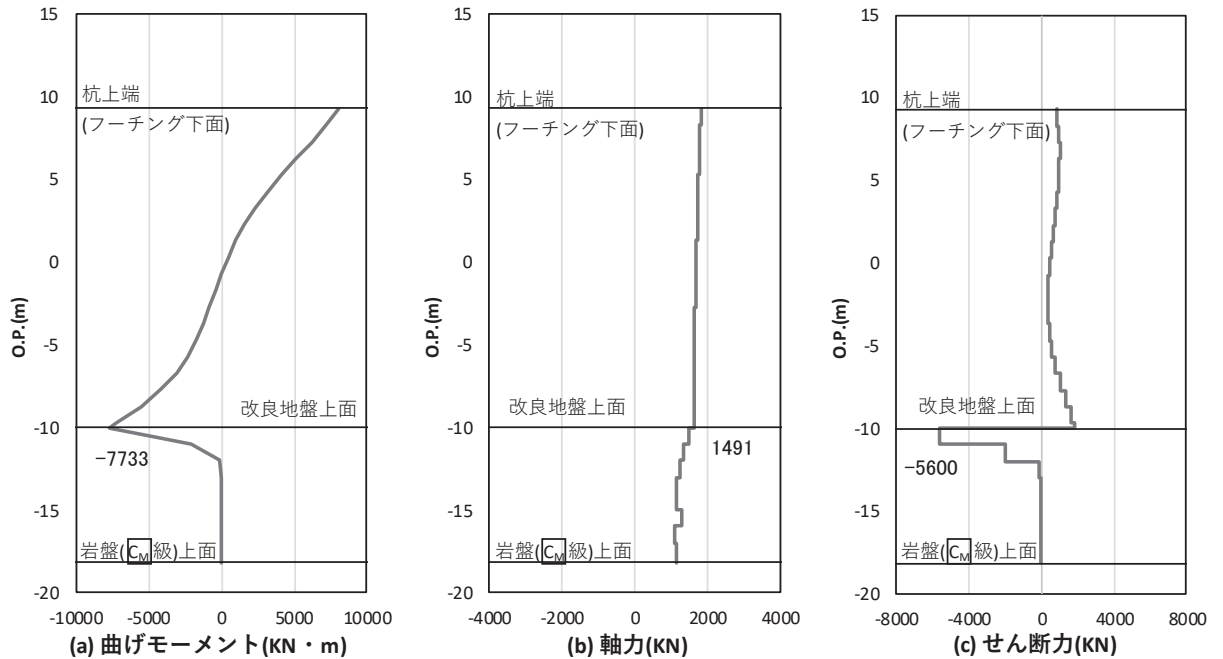 15
10
5
0
-5
-10
-15
-20
O.P.(m)
杭上端
(フーチング下面)
改良地盤上面
−7733
岩盤(CM級)上面
-10000 -5000 0 5000 10000
(a) 曲げモーメント(KN・m)
15
10
5
0
-5
-10
-15
-20
O.P.(m)
杭上端
(フーチング下面)
改良地盤上面
1491
岩盤(CM級)上面
-4000 -2000 0 2000 4000
(b) 軸力(KN)
15
10
5
0
-5
-10
-15
-20
O.P.(m)
杭上端
(フーチング下面)
改良地盤上面
−5600
岩盤(CM級)上面
-8000 -4000 0 4000 8000
(c) せん断力(KN)